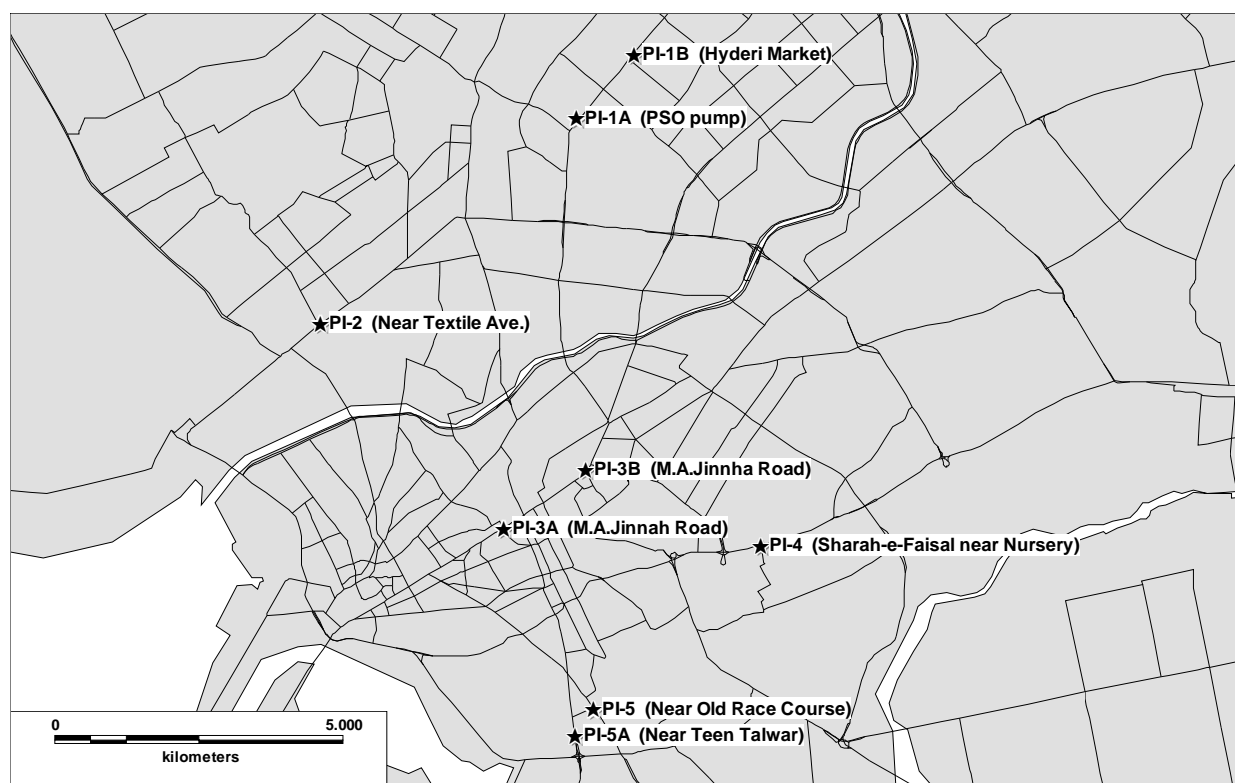 PI-1B (Hyderi Market)
PI-1A (PSO pump)
PI-2 (Near Textile Ave.)
PI-3B (M.A.Jinnha Road)
PI-3A (M.A.Jinnah Road)
PI-4 (Sharah-e-Faisal near Nursery)
PI-5 (Near Old Race Course)
PI-5A (Near Teen Talwar)
0 5.000
kilometers